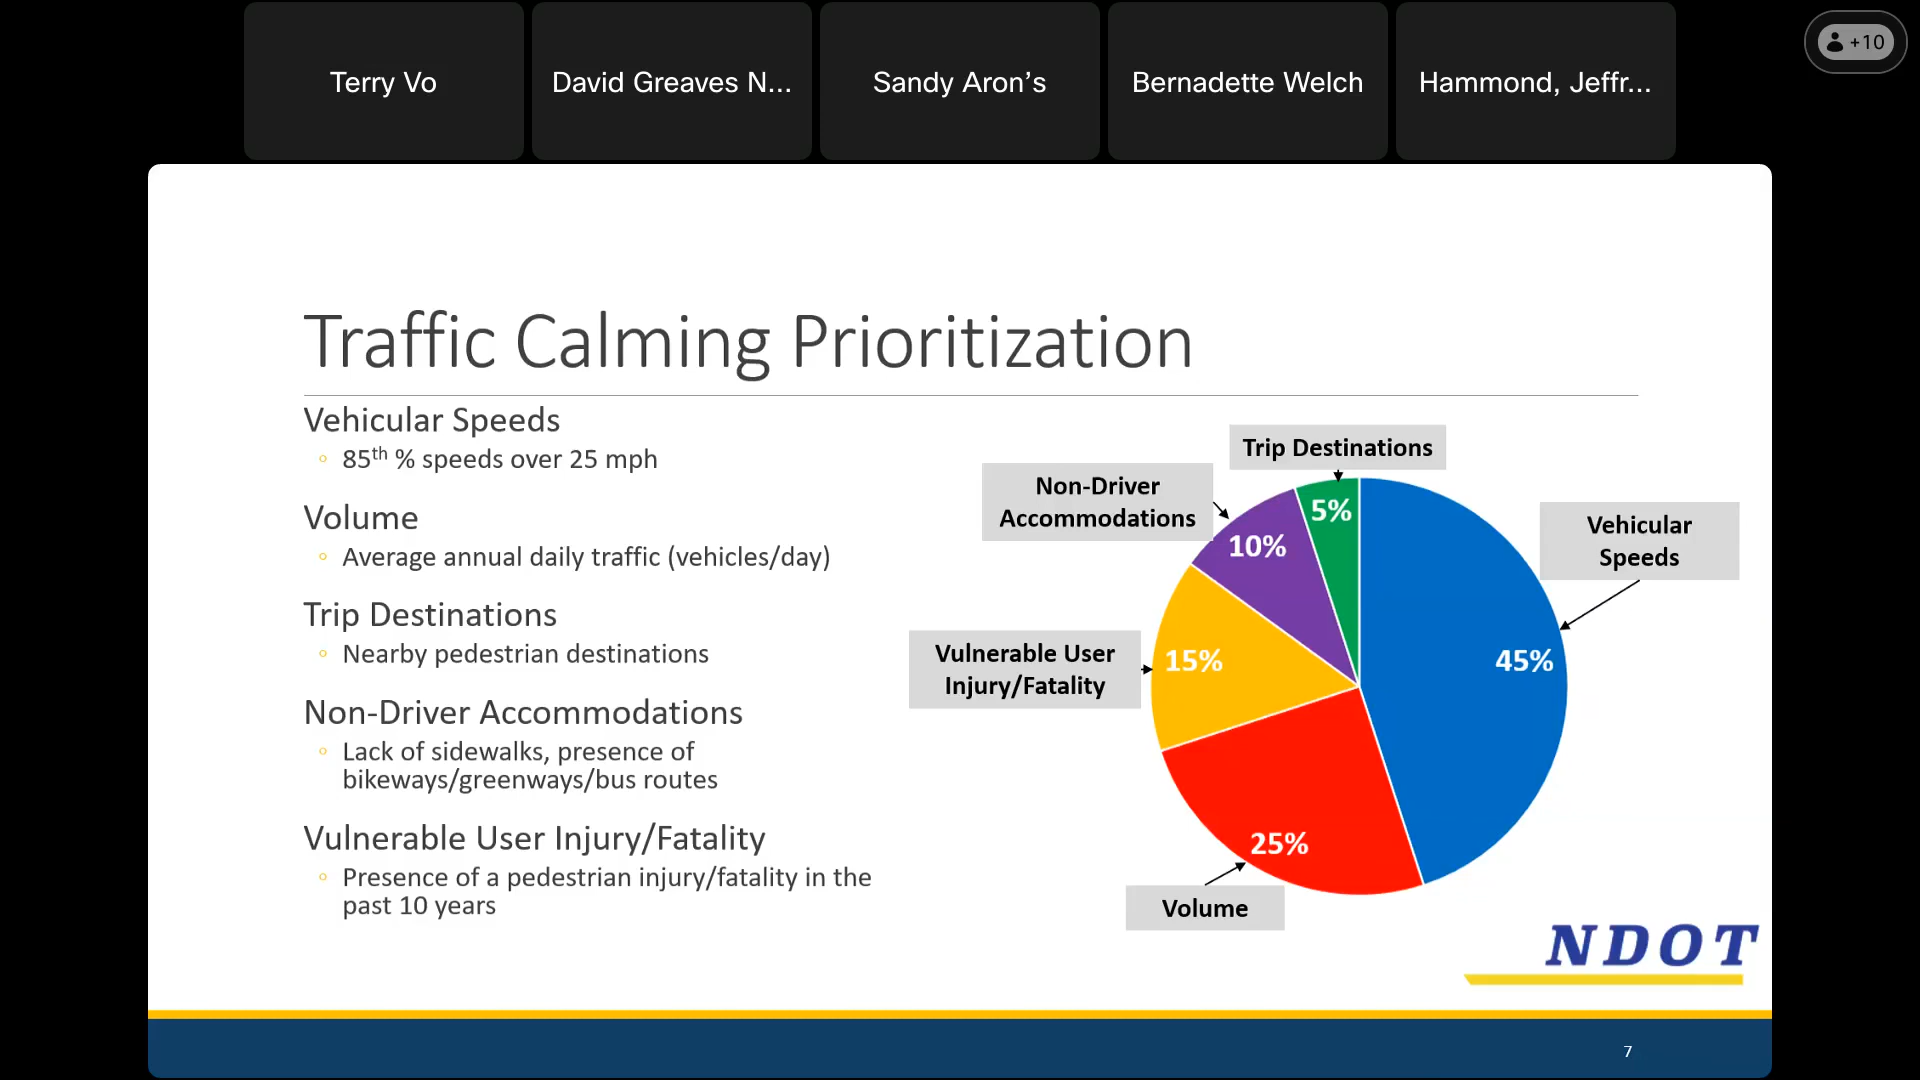 Terry Vo
David Greaves N...
Sandy Aron’s
Bernadette Welch
Hammond, Jeffr...
+10
Traffic Calming Prioritization
Vehicular Speeds
◦ 85th % speeds over 25 mph
Volume
◦ Average annual daily traffic (vehicles/day)
Trip Destinations
◦ Nearby pedestrian destinations
Non-Driver Accommodations
◦ Lack of sidewalks, presence of
bikeways/greenways/bus routes
Vulnerable User Injury/Fatality
◦ Presence of a pedestrian injury/fatality in the
past 10 years
Trip Destinations
Non-Driver
Accommodations
Vehicular
Speeds
Vulnerable User
Injury/Fatality
Volume
5%
10%
15%
45%
25%
NDOT
7